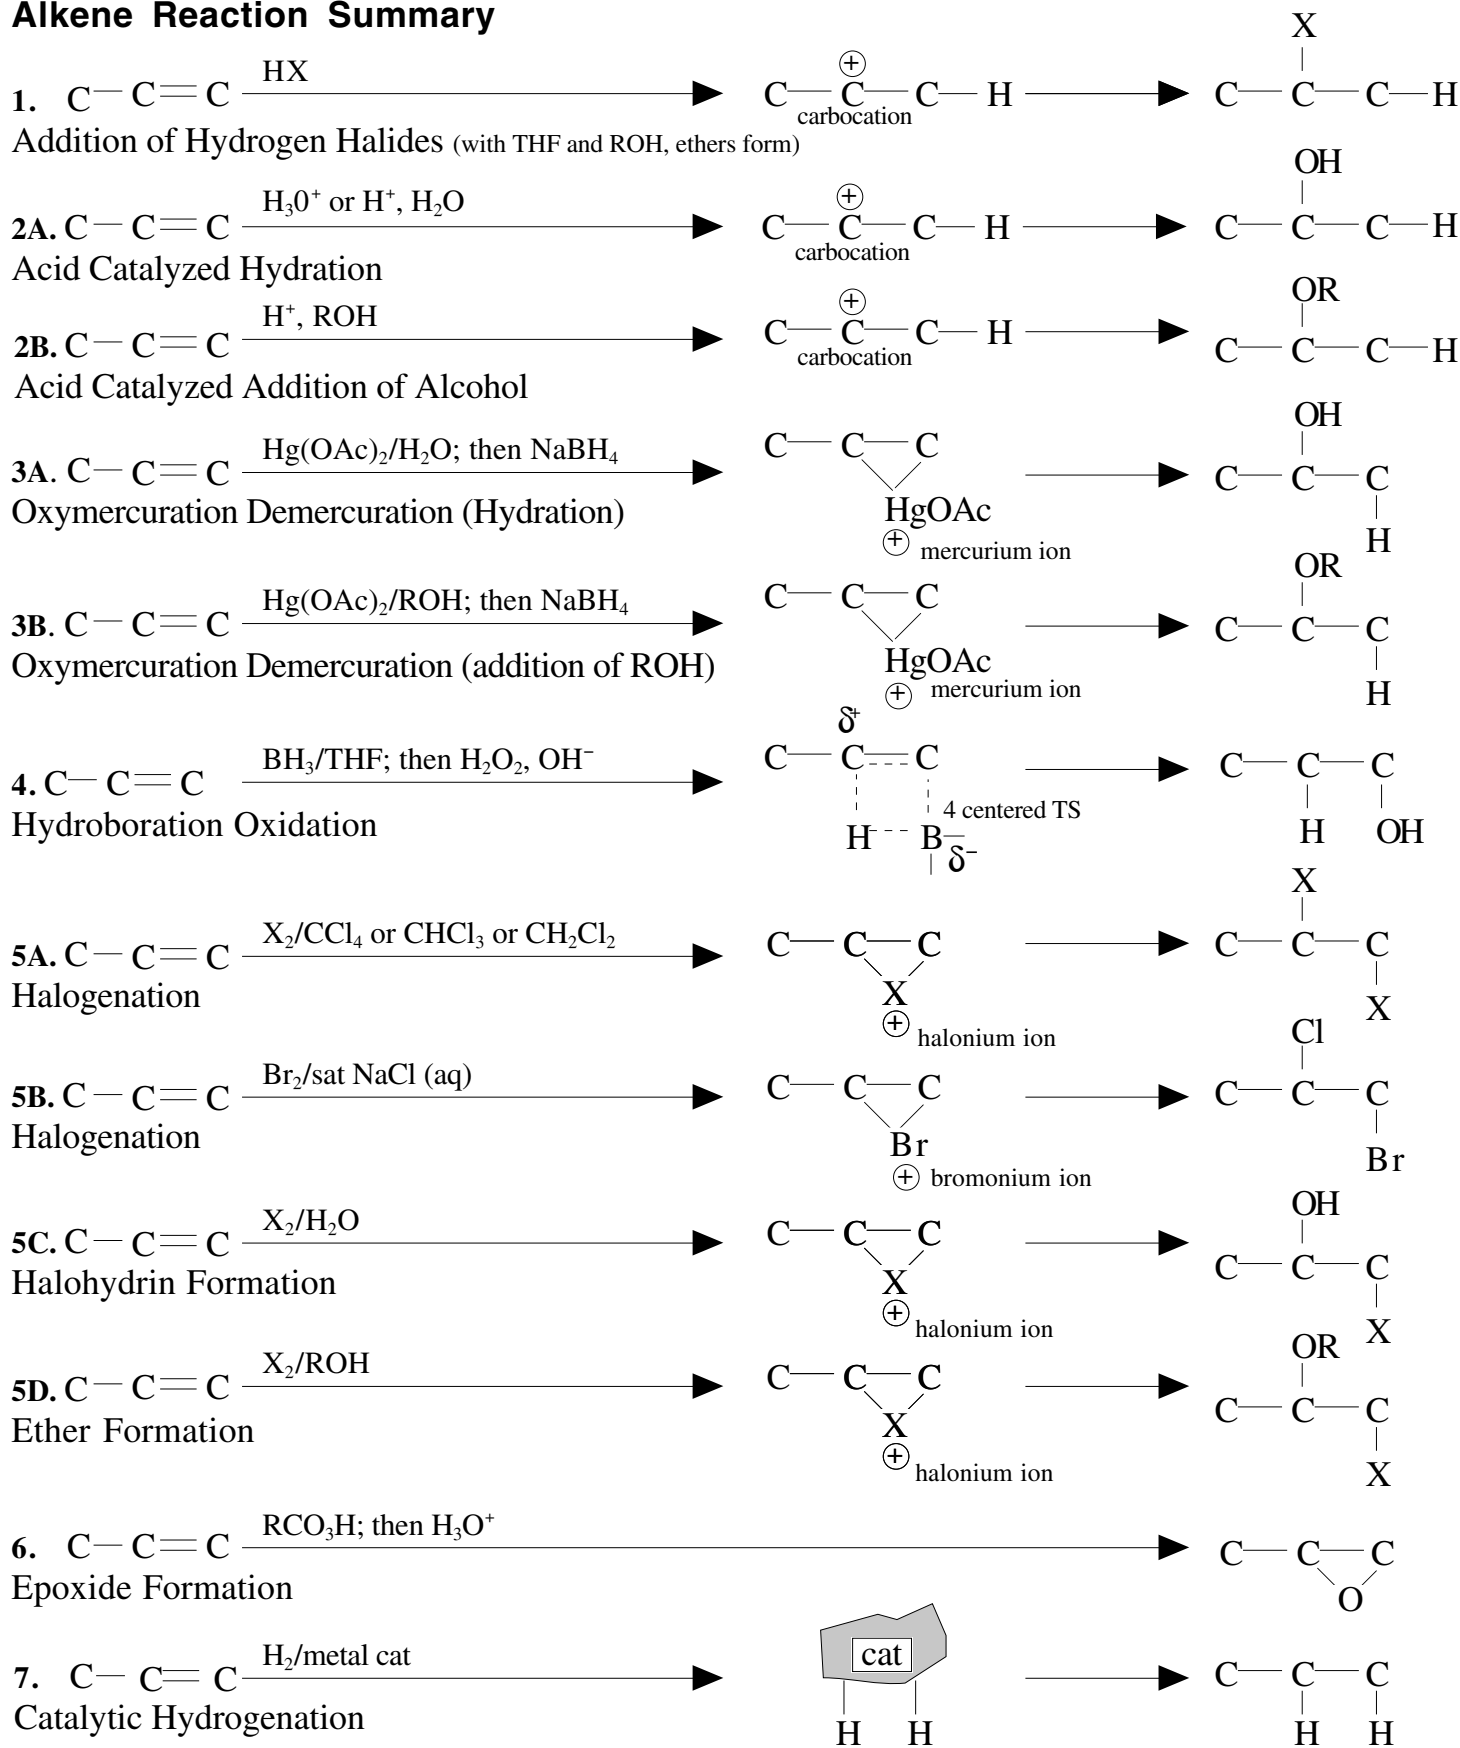 Alkene Reaction Summary
X
HX
⊕
1. C — C = C C — C — C — H C — C — C — H
carbocation
Addition of Hydrogen Halides (with THF and ROH, ethers form)
OH
H₃0⁺ or H⁺, H₂O
⊕
2A. C — C = C C — C — C — H C — C — C — H
carbocation
Acid Catalyzed Hydration
OR
H⁺, ROH
⊕
2B. C — C = C C — C — C — H C — C — C — H
carbocation
Acid Catalyzed Addition of Alcohol
OH
Hg(OAc)₂/H₂O; then NaBH₄
3A. C — C = C C — C — C C — C — C
HgOAc
⊕ mercurium ion
H
Oxymercuration Demercuration (Hydration)
OR
Hg(OAc)₂/ROH; then NaBH₄
3B. C — C = C C — C — C C — C — C
HgOAc
⊕ mercurium ion
H
Oxymercuration Demercuration (addition of ROH)
δ⁺
BH₃/THF; then H₂O₂, OH⁻
4. C — C = C C — C = C C — C — C
4 centered TS
H B H OH
δ⁻
Hydroboration Oxidation
X
X₂/CCl₄ or CHCl₃ or CH₂Cl₂
5A. C — C = C C — C — C C — C — C
X X
⊕ halonium ion
Halogenation
Cl
Br₂/sat NaCl (aq)
5B. C — C = C C — C — C C — C — C
Br Br
⊕ bromonium ion
Halogenation
OH
X₂/H₂O
5C. C — C = C C — C — C C — C — C
X X
⊕ halonium ion
Halohydrin Formation
OR
X₂/ROH
5D. C — C = C C — C — C C — C — C
X X
⊕ halonium ion
Ether Formation
RCO₃H; then H₃O⁺
6. C — C = C C — C — C
O
Epoxide Formation
H₂/metal cat
cat
7. C — C = C C — C — C
H H H H
Catalytic Hydrogenation